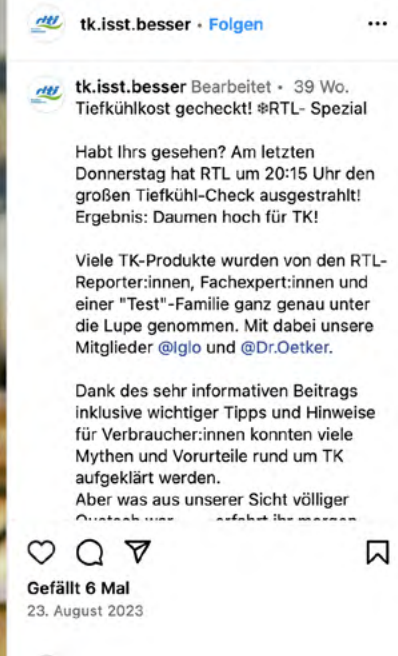 tk.isst.besser • Folgen
tk.isst.besser Bearbeitet • 39 Wo.
Tiefkühlkost gecheckt! ❄RTL- Spezial
Habt Ihrs gesehen? Am letzten
Donnerstag hat RTL um 20:15 Uhr den
großen Tiefkühl-Check ausgestrahlt!
Ergebnis: Daumen hoch für TK!
Viele TK-Produkte wurden von den RTL-
Reporter:innen, Fachexpert:innen und
einer "Test"-Familie ganz genau unter
die Lupe genommen. Mit dabei unsere
Mitglieder @Iglo und @Dr.Oetker.
Dank des sehr informativen Beitrags
inklusive wichtiger Tipps und Hinweise
für Verbraucher:innen konnten viele
Mythen und Vorurteile rund um TK
aufgeklärt werden.
Aber was aus unserer Sicht völliger
Gefällt 6 Mal
23. August 2023